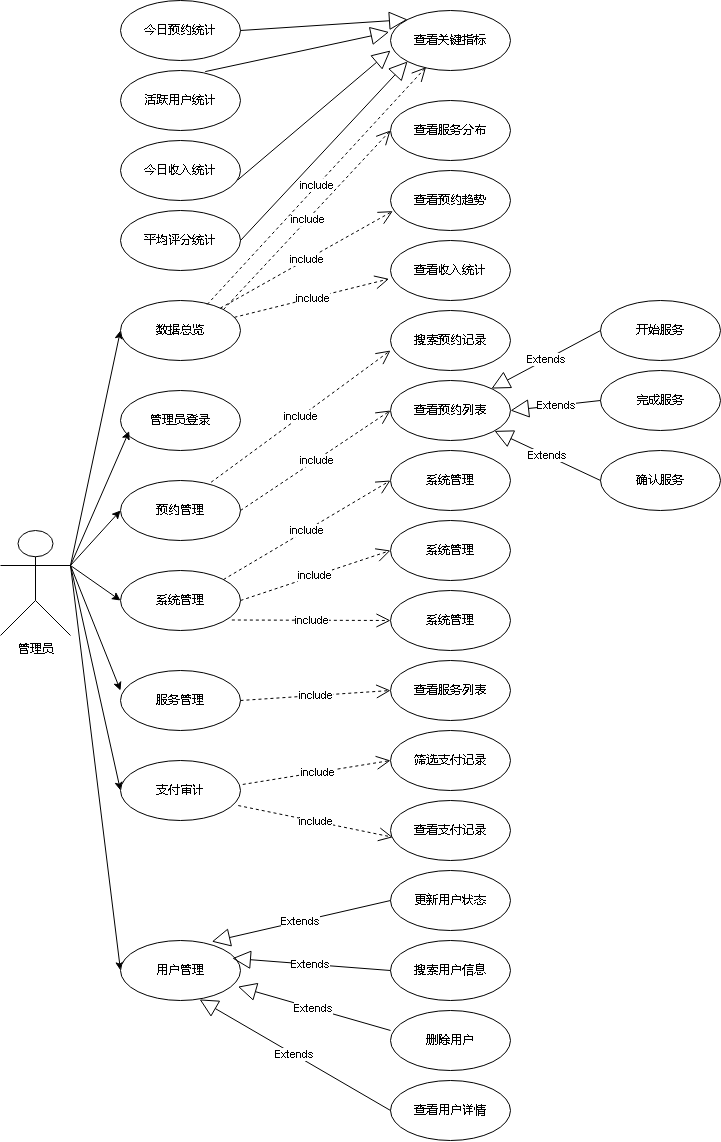 今日预约统计
查看关键指标
活跃用户统计
查看服务分布
今日收入统计
include
查看预约趋势
include
平均评分统计
include
查看收入统计
include
数据总览
开始服务
搜索预约记录
Extends
完成服务
查看预约列表
Extends
管理员登录
include
Extends
include
确认服务
系统管理
预约管理
include
系统管理
include
系统管理
系统管理
include
管理员
查看服务列表
服务管理
include
筛选支付记录
include
支付审计
include
查看支付记录
更新用户状态
Extends
用户管理
Extends
搜索用户信息
Extends
删除用户
Extends
查看用户详情